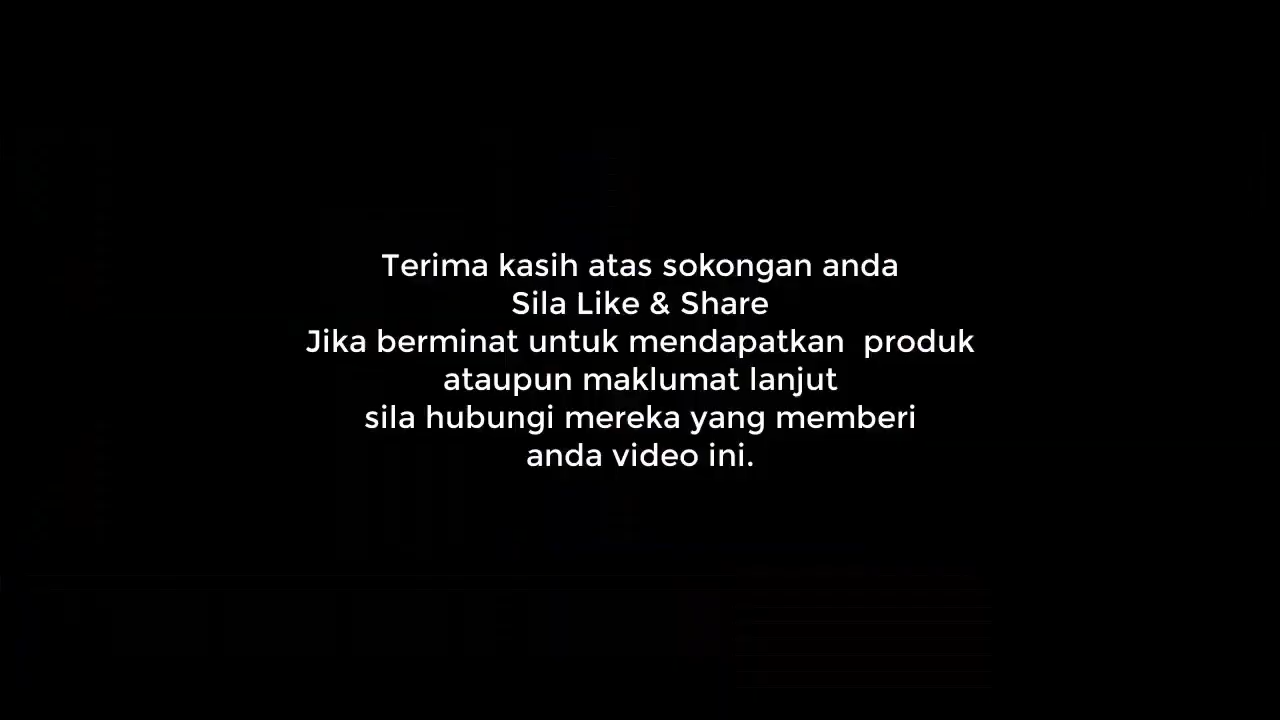 Terima kasih atas sokongan anda
Sila Like & Share
Jika berminat untuk mendapatkan  produk
ataupun maklumat lanjut
sila hubungi mereka yang memberi
anda video ini.